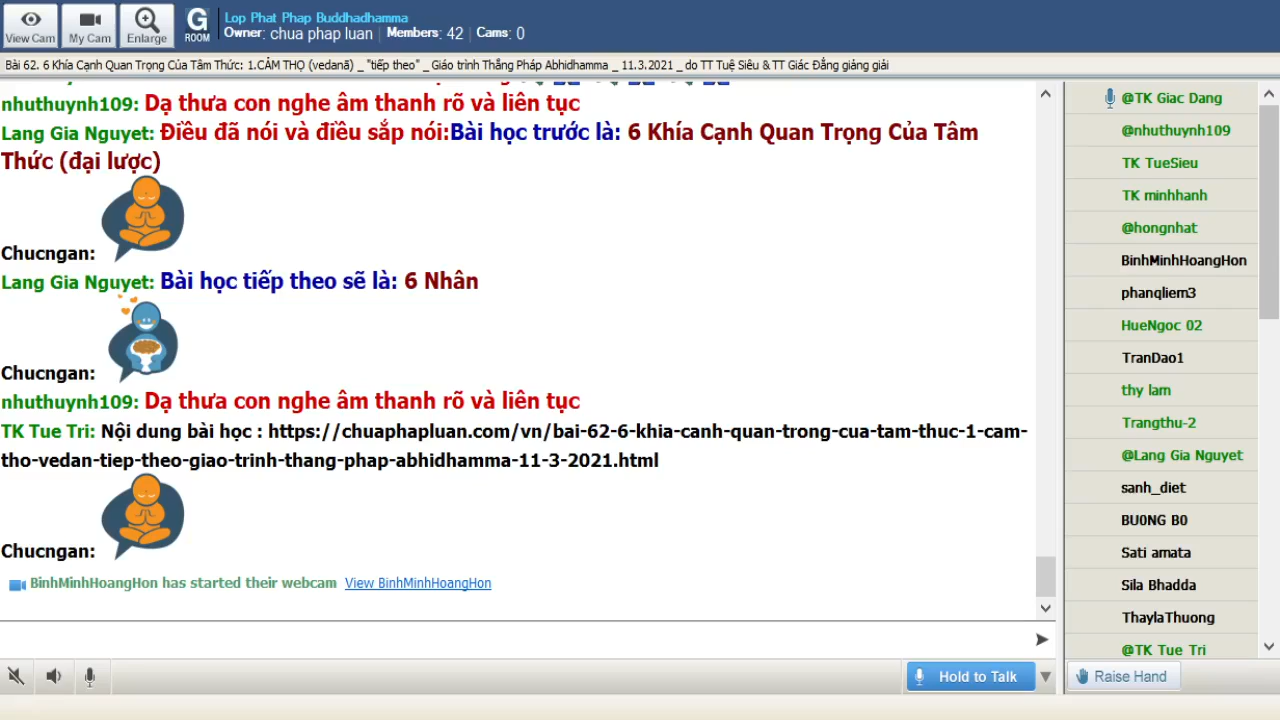 View Cam
My Cam
Enlarge
G
ROOM
Lop Phat Phap Buddhadhamma
Owner: chua phap luan | Members: 42 | Cams: 0
Bài 62. 6 Khía Cạnh Quan Trọng Của Tâm Thức: 1.CẢM THỌ (vedanā) _ "tiếp theo" _ Giáo trình Thắng Pháp Abhidhamma _ 11.3.2021 _ do TT Tuệ Siêu & TT Giác Đẳng giảng giải
nhuthuynh109: Dạ thưa con nghe âm thanh rõ và liên tục
Lang Gia Nguyet: Điều đã nói và điều sắp nói:Bài học trước là: 6 Khía Cạnh Quan Trọng Của Tâm
Thức (đại lược)
Chucngan:
Lang Gia Nguyet: Bài học tiếp theo sẽ là: 6 Nhân
Chucngan:
nhuthuynh109: Dạ thưa con nghe âm thanh rõ và liên tục
TK Tue Tri: Nội dung bài học : https://chuaphapluan.com/vn/bai-62-6-khia-canh-quan-trong-cua-tam-thuc-1-cam-
tho-vedan-tiep-theo-giao-trinh-thang-phap-abhidhamma-11-3-2021.html
Chucngan:
BinhMinhHoangHon has started their webcam View BinhMinhHoangHon
@TK Giac Dang
@nhuthuynh109
TK TueSieu
TK minhhanh
@hongnhat
BinhMinhHoangHon
phanqliem3
HueNgoc 02
TranDao1
thy lam
Trangthu-2
@Lang Gia Nguyet
sanh_diet
BU0NG B0
Sati amata
Sila Bhadda
ThaylaThuong
@TK Tue Tri
Hold to Talk
Raise Hand